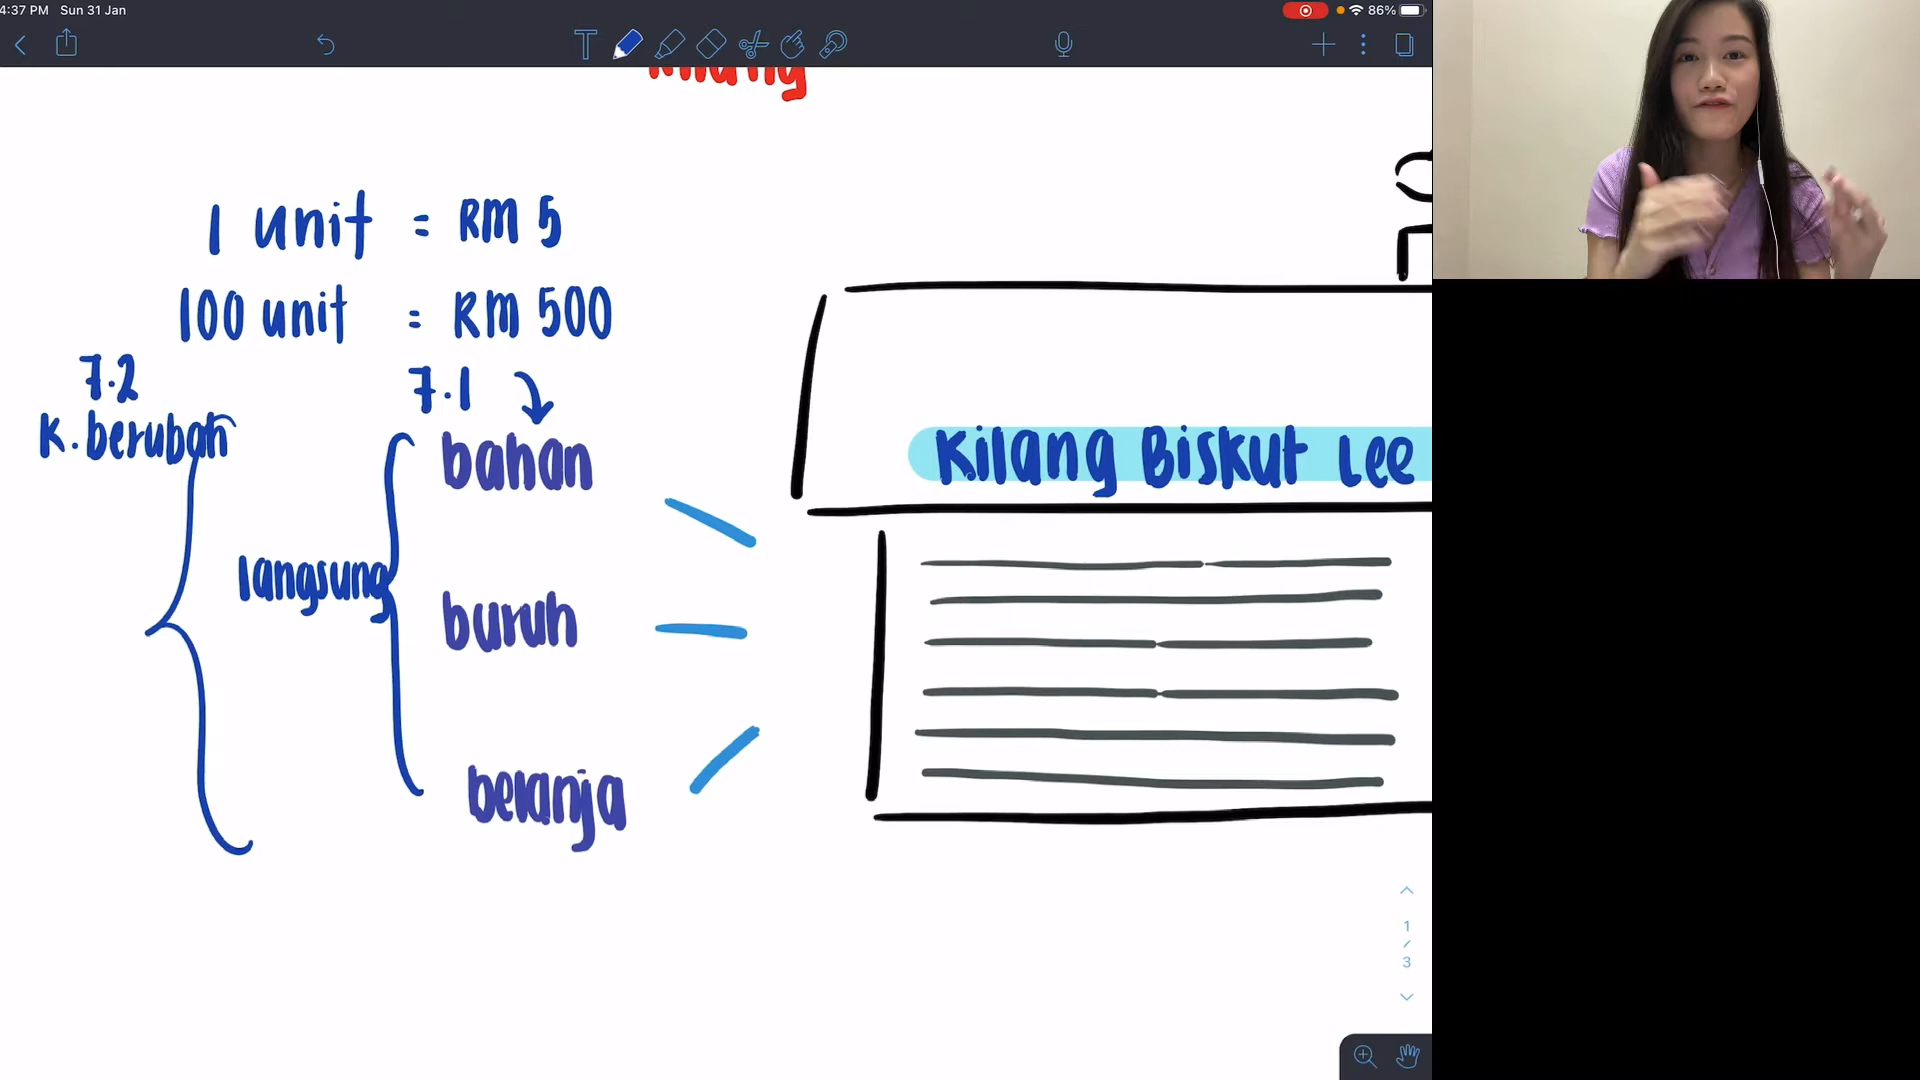 4:37 PM Sun 31 Jan
86%
1 unit = RM 5
100 unit = RM 500
7.2
7.1
K. berubah
bahan
langsung
buruh
belanja
Kilang Biskut Lee
1
/
3